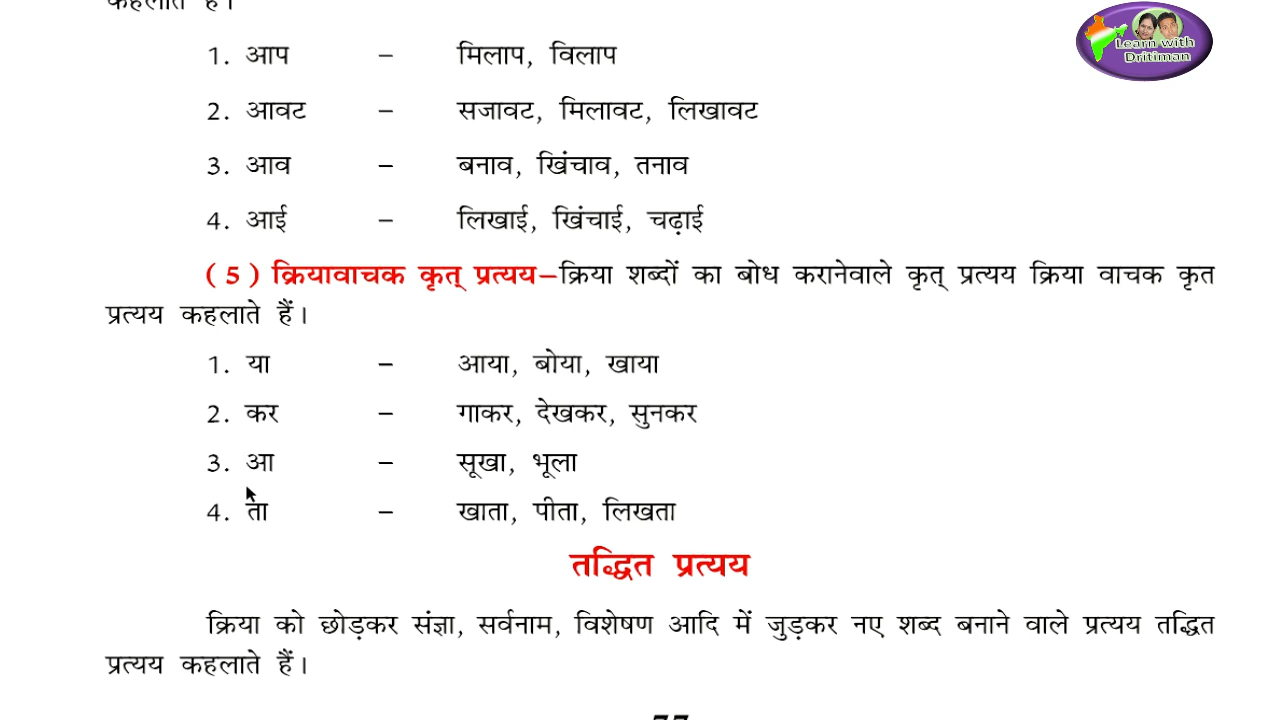 कहलाते हैं।
Learn with
Dritiman
1. आप – मिलाप, विलाप
2. आवट – सजावट, मिलावट, लिखावट
3. आव – बनाव, खिंचाव, तनाव
4. आई – लिखाई, खिंचाई, चढ़ाई
(5) क्रियावाचक कृत् प्रत्यय–क्रिया शब्दों का बोध करानेवाले कृत् प्रत्यय क्रिया वाचक कृत
प्रत्यय कहलाते हैं।
1. या – आया, बोया, खाया
2. कर – गाकर, देखकर, सुनकर
3. आ – सूखा, भूला
4. ता – खाता, पीता, लिखता
तद्धित प्रत्यय
क्रिया को छोड़कर संज्ञा, सर्वनाम, विशेषण आदि में जुड़कर नए शब्द बनाने वाले प्रत्यय तद्धित
प्रत्यय कहलाते हैं।